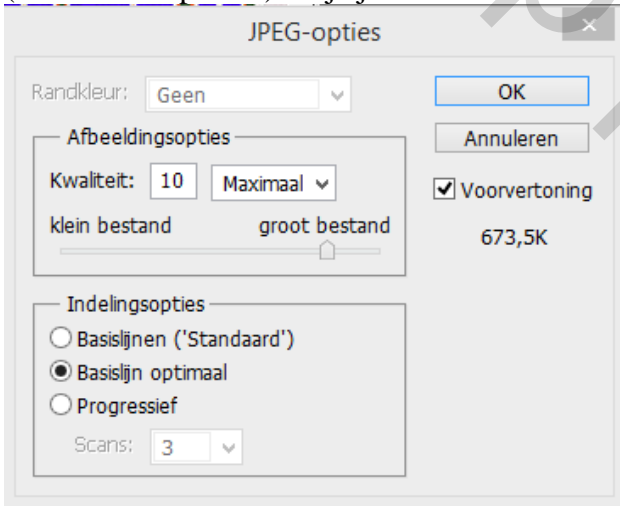 JPEG-opties
Randkleur: Geen
OK
Afbeeldingsopties
Annuleren
Kwaliteit: 10 Maximaal
Voorvertoning
klein bestand groot bestand
673,5K
Indelingsopties
Basislijnen ('Standaard')
Basislijn optimaal
Progressief
Scans: 3